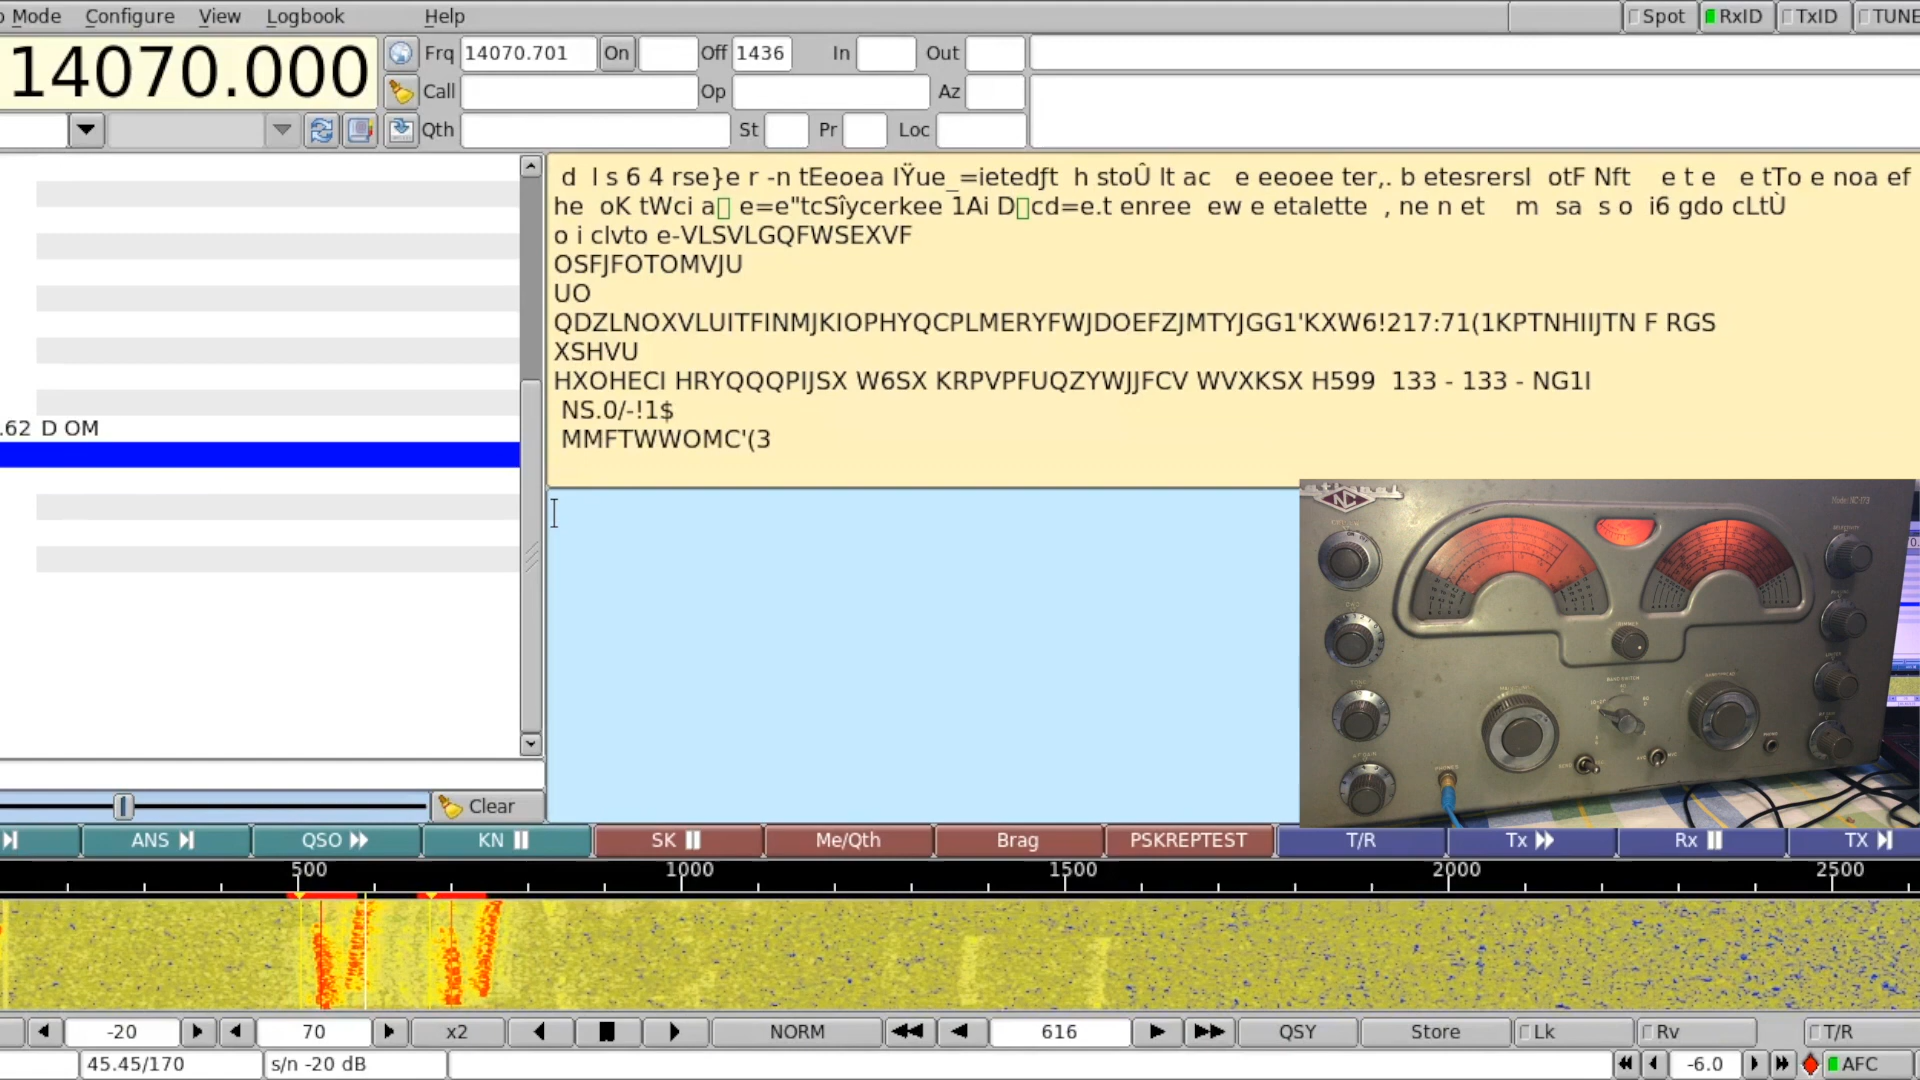 Mode Configure View Logbook Help Spot RxID TxID TUNE
14070.000
Frq 14070.701 On Off 1436 In Out
Call Op Az
Qth St Pr Loc
d l s 6 4 rse}e r -n tEeoea lŸue_=ietedƒt h stoÛ lt ac e eeoee ter,. b etesrersl otF Nft e t e e tTo e noa ef
he oK tWci a e=e"tcSîycerkee 1Ai D cd=e.t enree ew e etalette , ne n et m sa s o i6 gdo cLtÙ
o i clvto e-VLSVLGQFWSEXVF
OSFJFOTOMVJU
UO
QDZLNOXVLUITFINMJKIOPHYQCPLMERYFWJDOEFZJMTYJGG1'KXW6!217:71(1KPTNHIIJTN F RGS
XSHVU
HXOHECI HRYQQQPIJSX W6SX KRPVPFUQZYWJJFCV WVXKSX H599 133 - 133 - NG1I
NS.0/-!1$
MMFTWWOMC'(3
.62 D OM
NC
Clear
ANS QSO KN SK Me/Qth Brag PSKREPTEST T/R Tx Rx TX
500 1000 1500 2000 2500
-20 70 x2 NORM 616 QSY Store Lk Rv T/R
45.45/170 s/n -20 dB -6.0 AFC